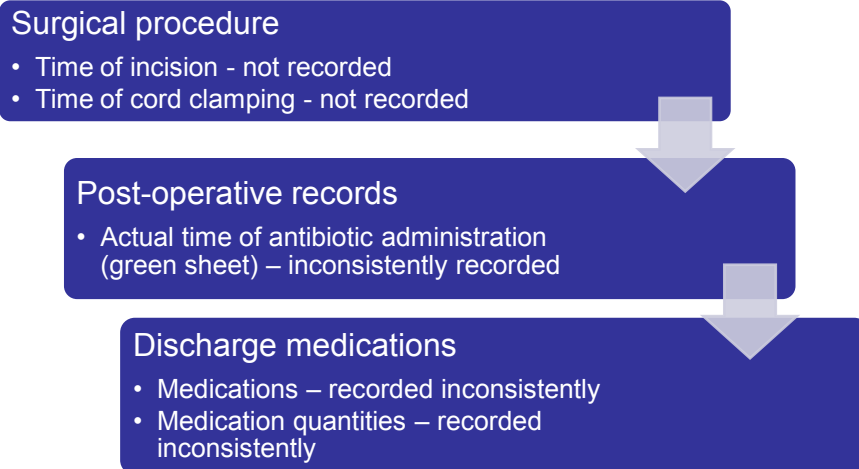 Surgical procedure
• Time of incision - not recorded
• Time of cord clamping - not recorded
Post-operative records
• Actual time of antibiotic administration
(green sheet) – inconsistently recorded
Discharge medications
• Medications – recorded inconsistently
• Medication quantities – recorded
inconsistently